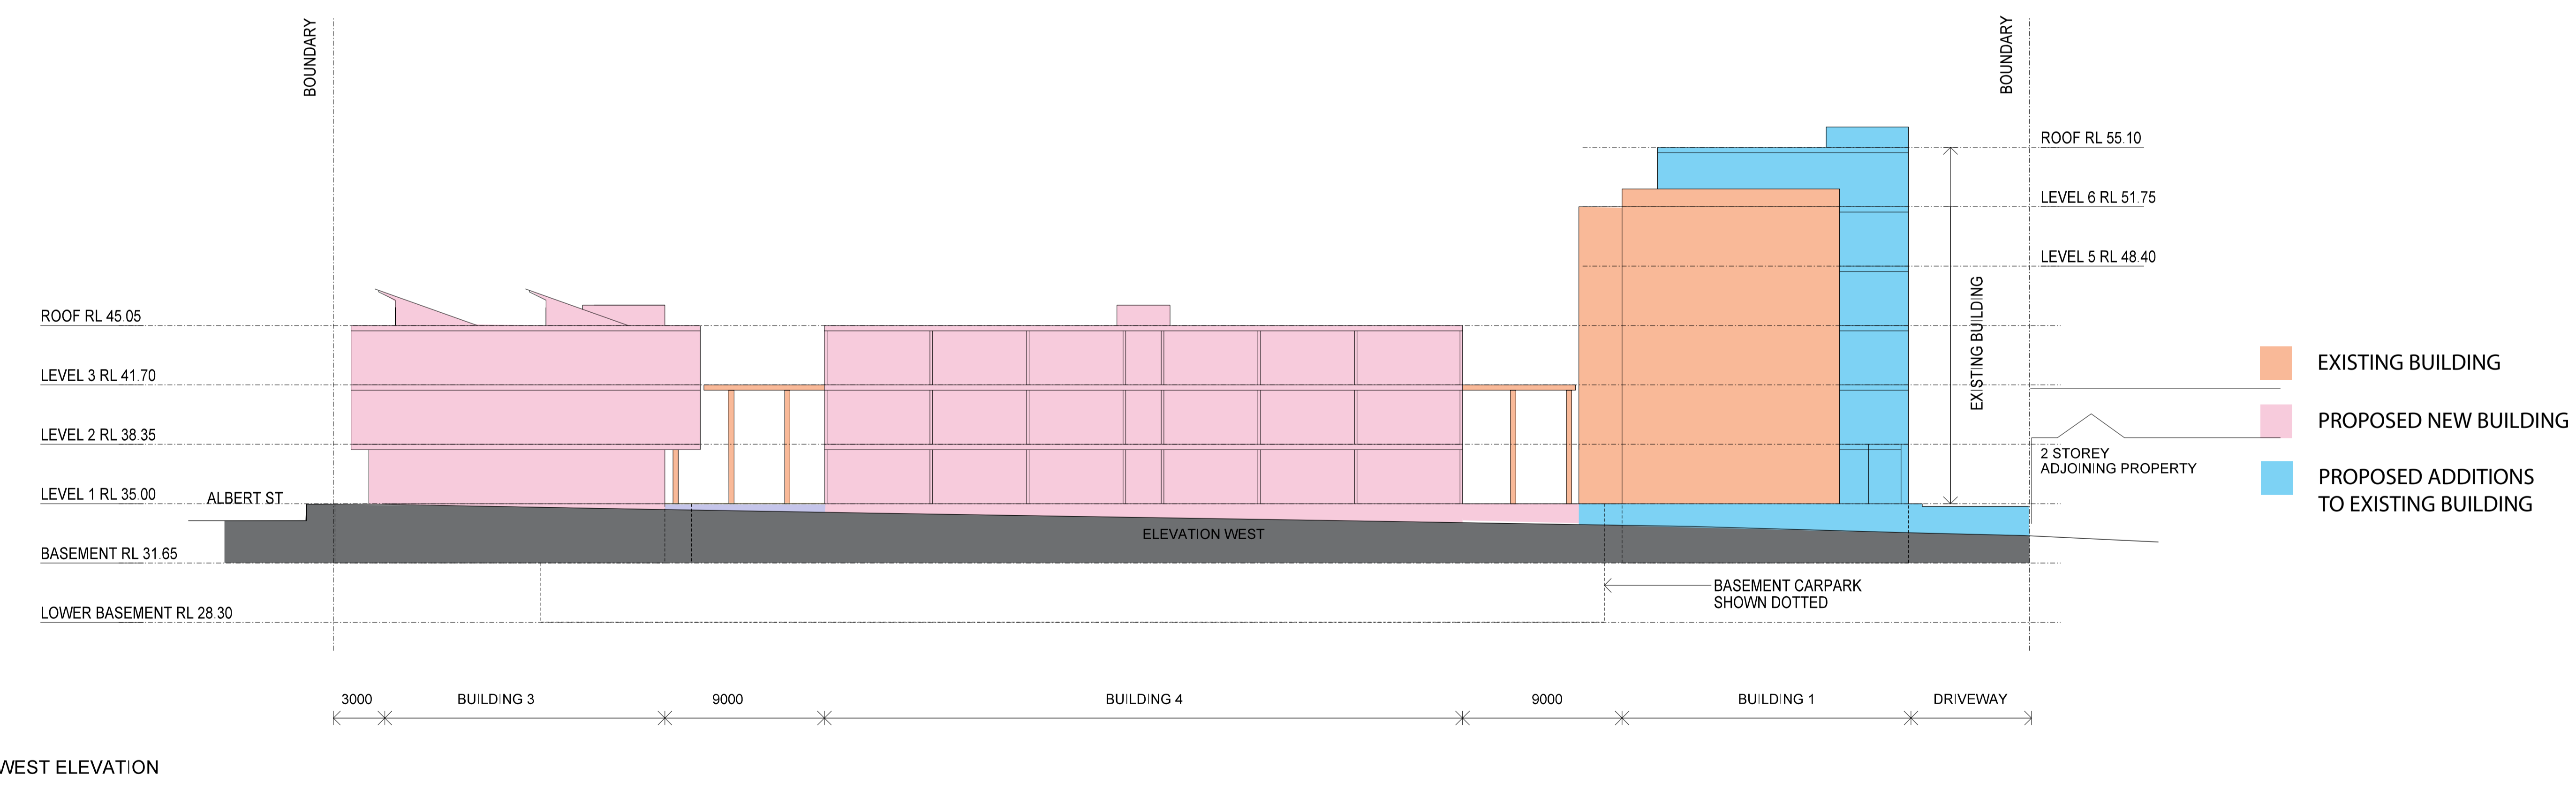 BOUNDARY
BOUNDARY
ROOF RL 55.10
LEVEL 6 RL 51.75
LEVEL 5 RL 48.40
EXISTING BUILDING
ROOF RL 45.05
LEVEL 3 RL 41.70
LEVEL 2 RL 38.35
LEVEL 1 RL 35.00
ALBERT ST
BASEMENT RL 31.65
LOWER BASEMENT RL 28.30
ELEVATION WEST
2 STOREY
ADJOINING PROPERTY
BASEMENT CARPARK
SHOWN DOTTED
EXISTING BUILDING
PROPOSED NEW BUILDING
PROPOSED ADDITIONS
TO EXISTING BUILDING
3000 BUILDING 3 9000 BUILDING 4 9000 BUILDING 1 DRIVEWAY
WEST ELEVATION